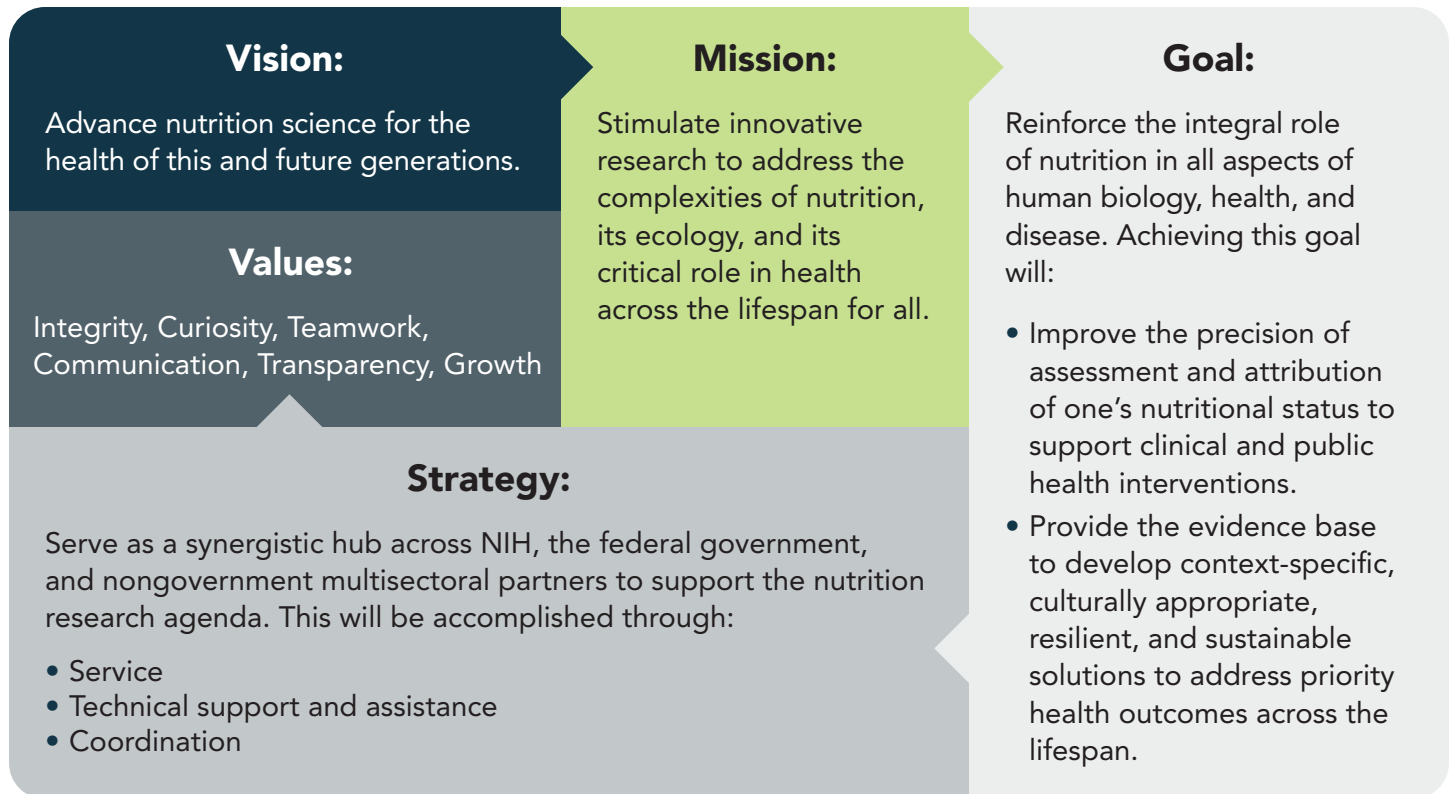 Vision:
Advance nutrition science for the
health of this and future generations.
Mission:
Stimulate innovative
research to address the
complexities of nutrition,
its ecology, and its
critical role in health
across the lifespan for all.
Goal:
Reinforce the integral role
of nutrition in all aspects of
human biology, health, and
disease. Achieving this goal
will:
• Improve the precision of
assessment and attribution
of one’s nutritional status to
support clinical and public
health interventions.
• Provide the evidence base
to develop context-specific,
culturally appropriate,
resilient, and sustainable
solutions to address priority
health outcomes across the
lifespan.
Strategy:
Serve as a synergistic hub across NIH, the federal government,
and nongovernment multisectoral partners to support the nutrition
research agenda. This will be accomplished through:
• Service
• Technical support and assistance
• Coordination
Values:
Integrity, Curiosity, Teamwork,
Communication, Transparency, Growth